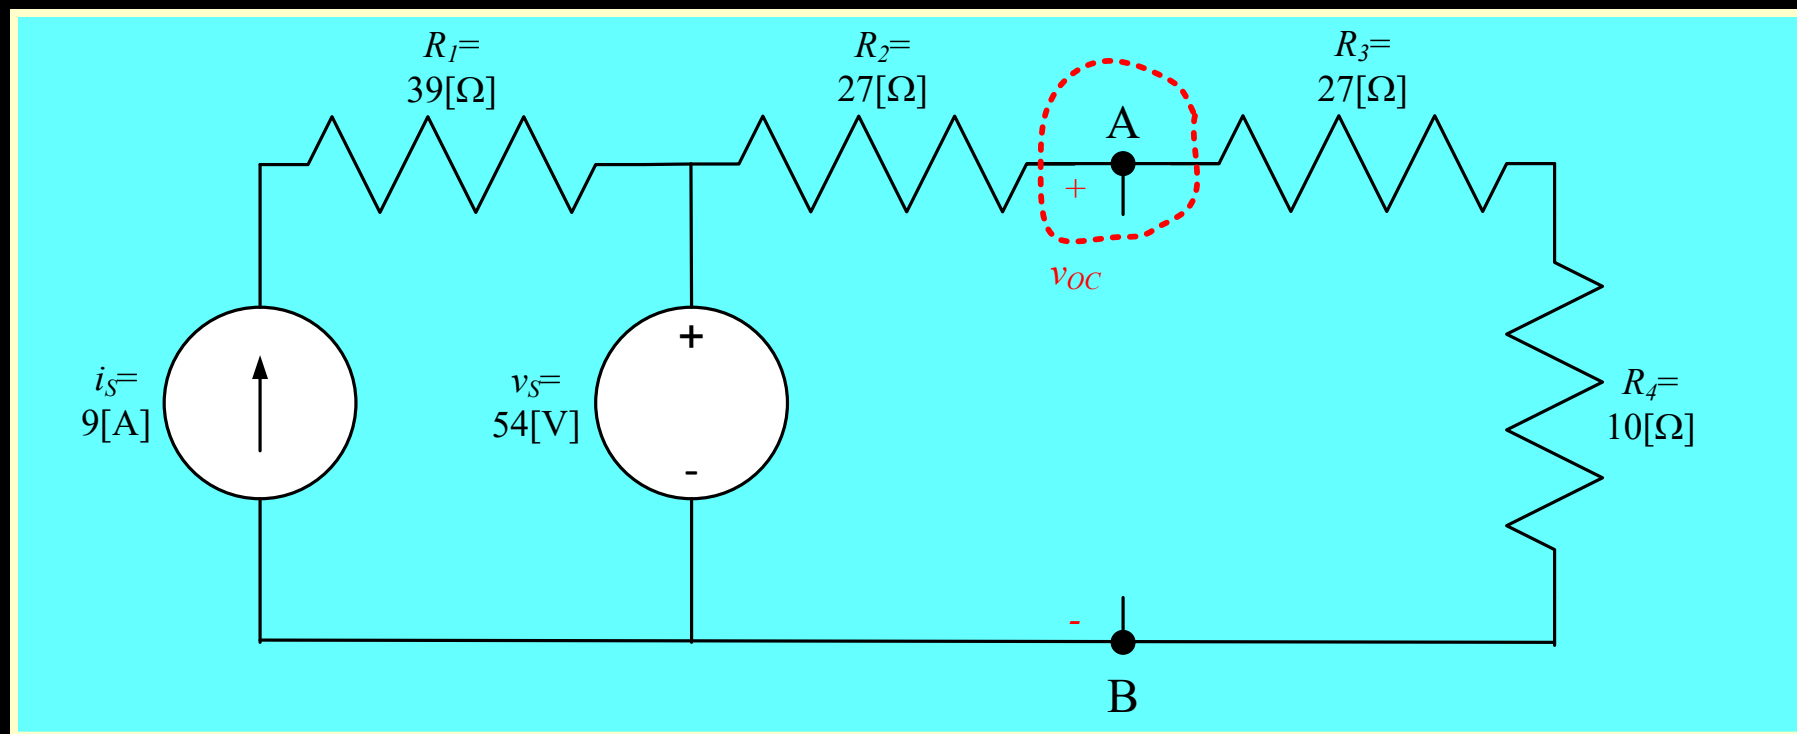 R1=
39[Ω]
R2=
27[Ω]
R3=
27[Ω]
A
+
vOC
iS=
9[A]
vS=
54[V]
+
-
R4=
10[Ω]
-
B